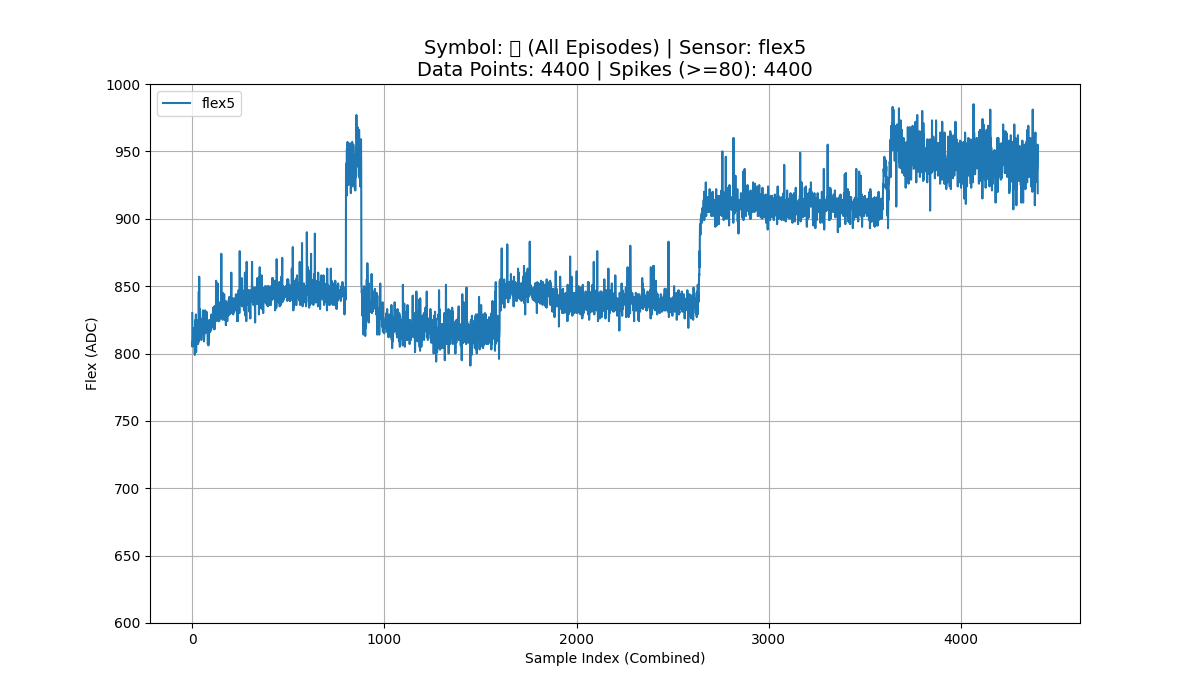 Symbol: (All Episodes) | Sensor: flex5
Data Points: 4400 | Spikes (>=80): 4400
flex5
1000
950
900
850
800
750
700
650
600
Flex (ADC)
0 1000 2000 3000 4000
Sample Index (Combined)